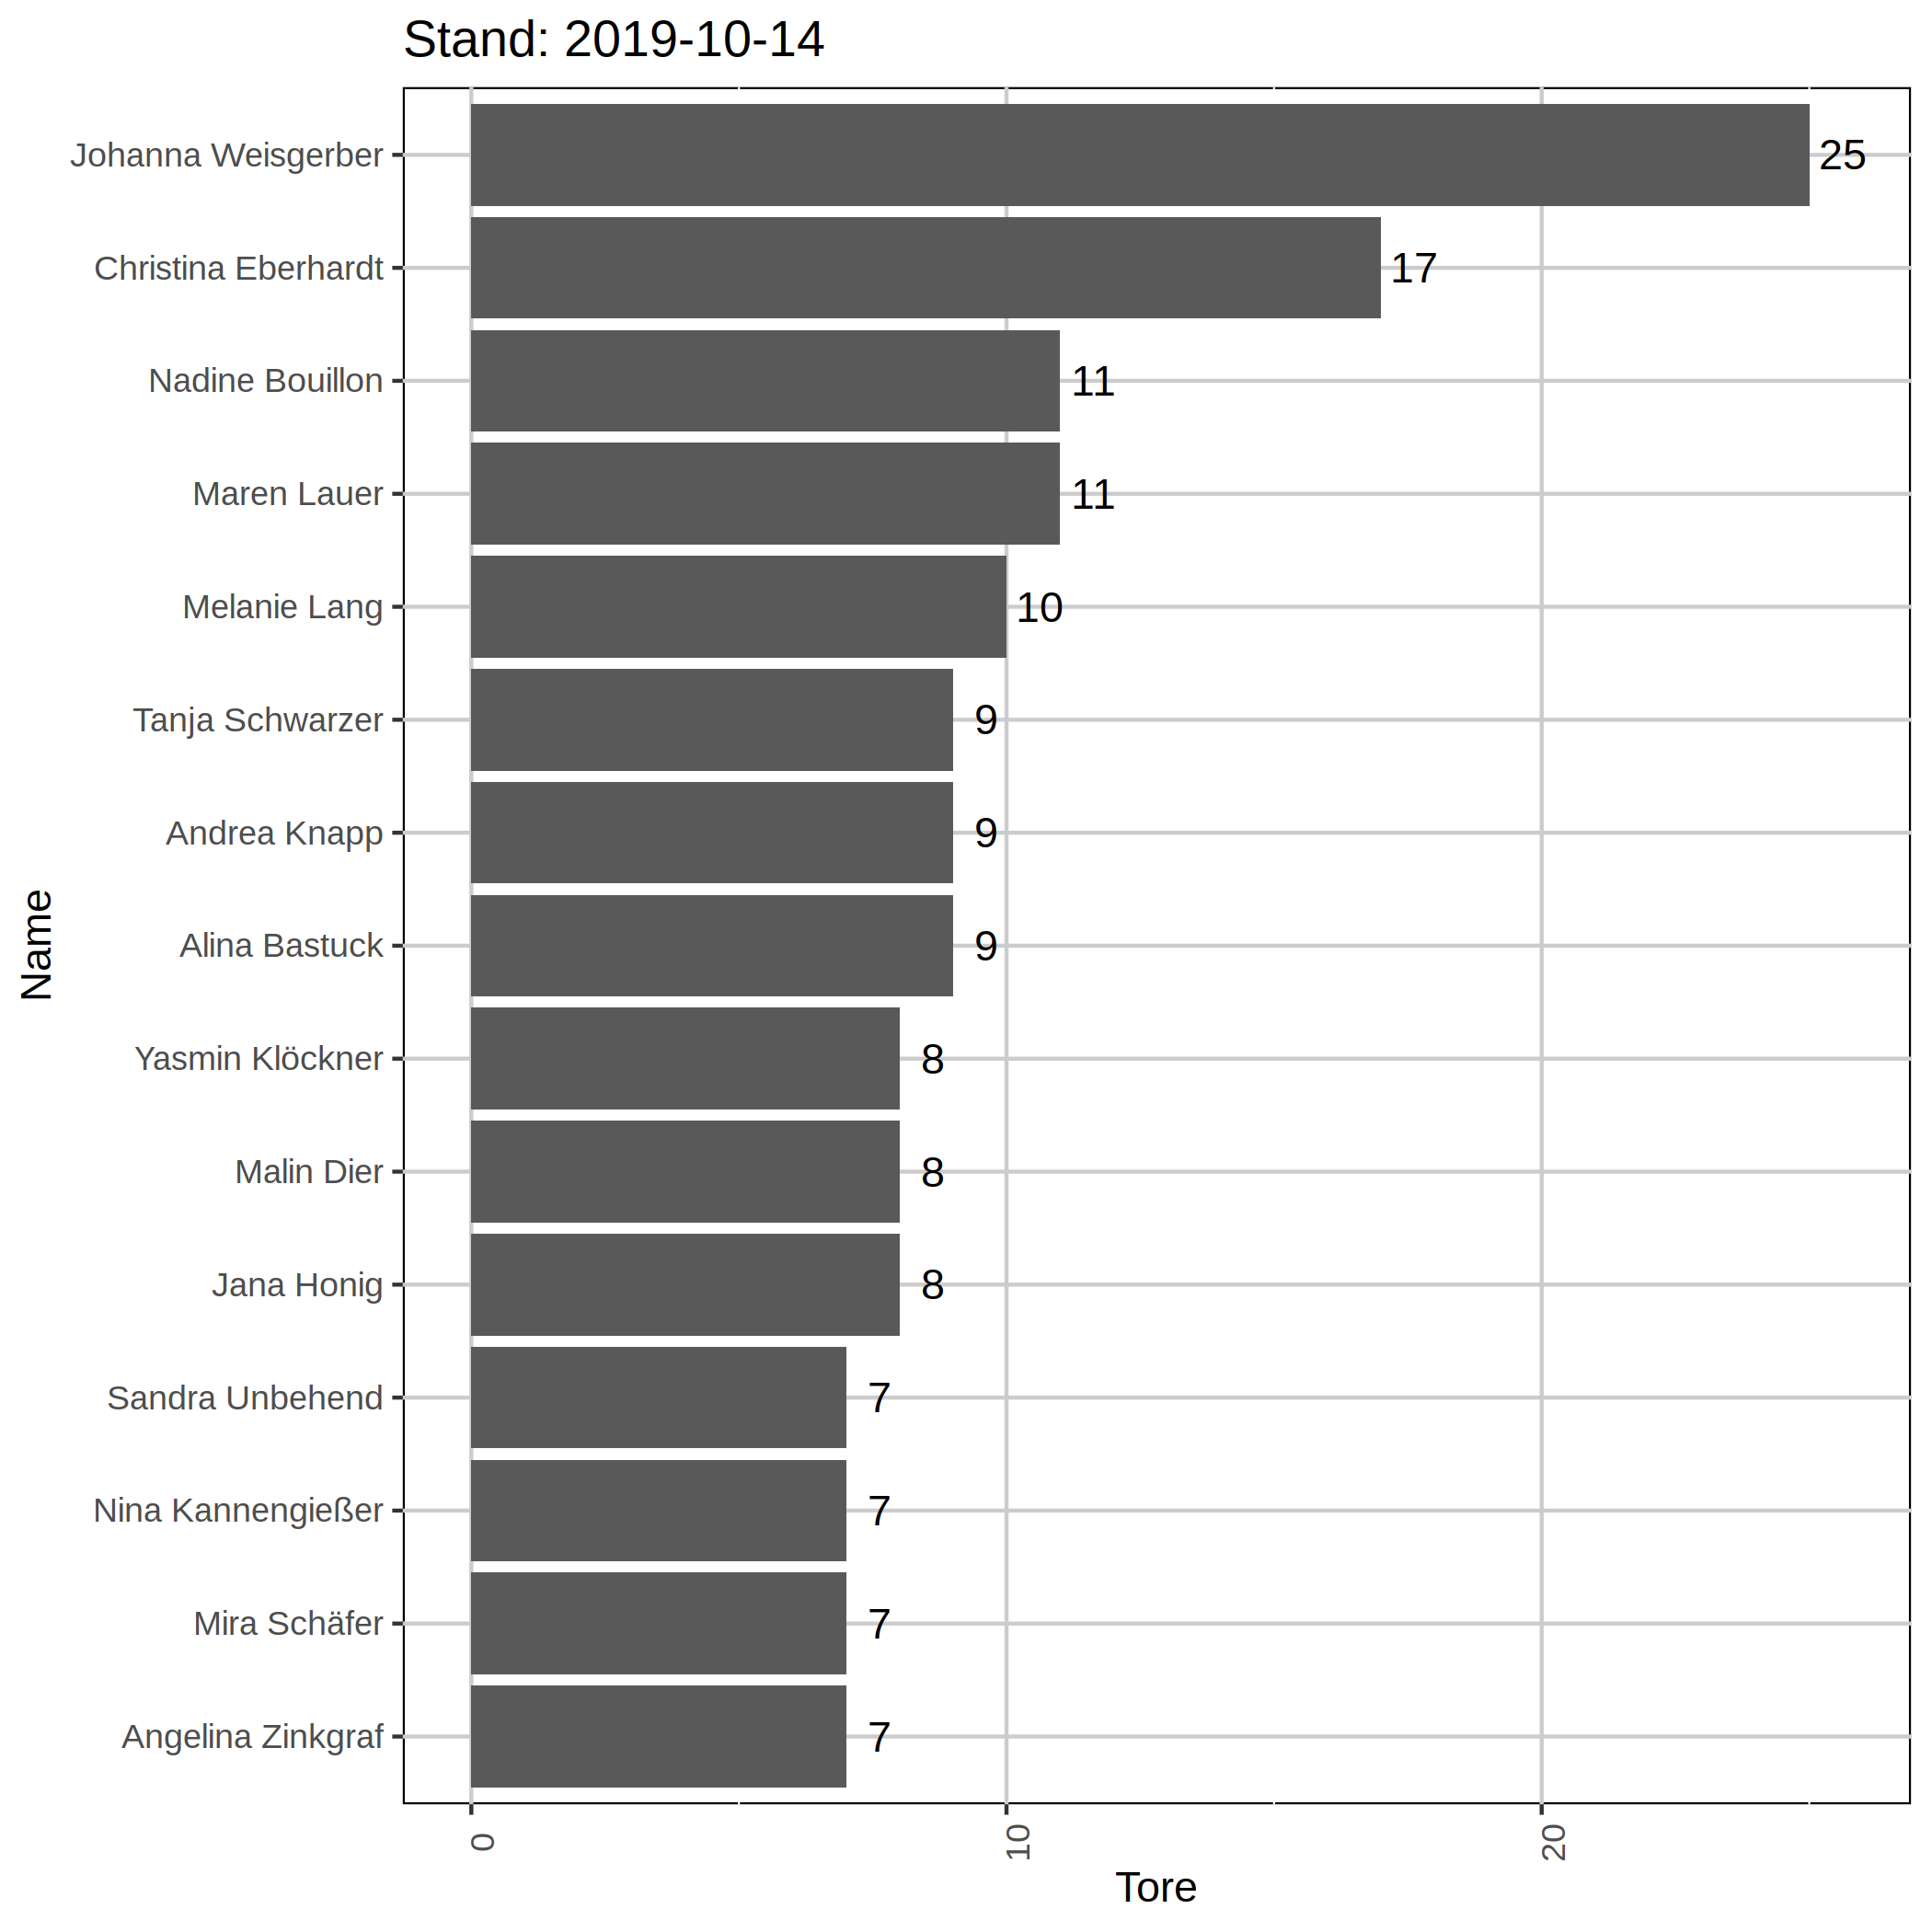 Stand: 2019-10-14
Johanna Weisgerber 25
Christina Eberhardt 17
Nadine Bouillon 11
Maren Lauer 11
Melanie Lang 10
Tanja Schwarzer 9
Andrea Knapp 9
Alina Bastuck 9
Yasmin Klöckner 8
Malin Dier 8
Jana Honig 8
Sandra Unbehend 7
Nina Kannengießer 7
Mira Schäfer 7
Angelina Zinkgraf 7
Name
0 10 20
Tore